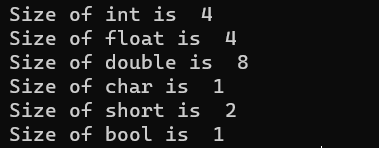 Size of int is  4
Size of float is  4
Size of double is  8
Size of char is  1
Size of short is  2
Size of bool is  1